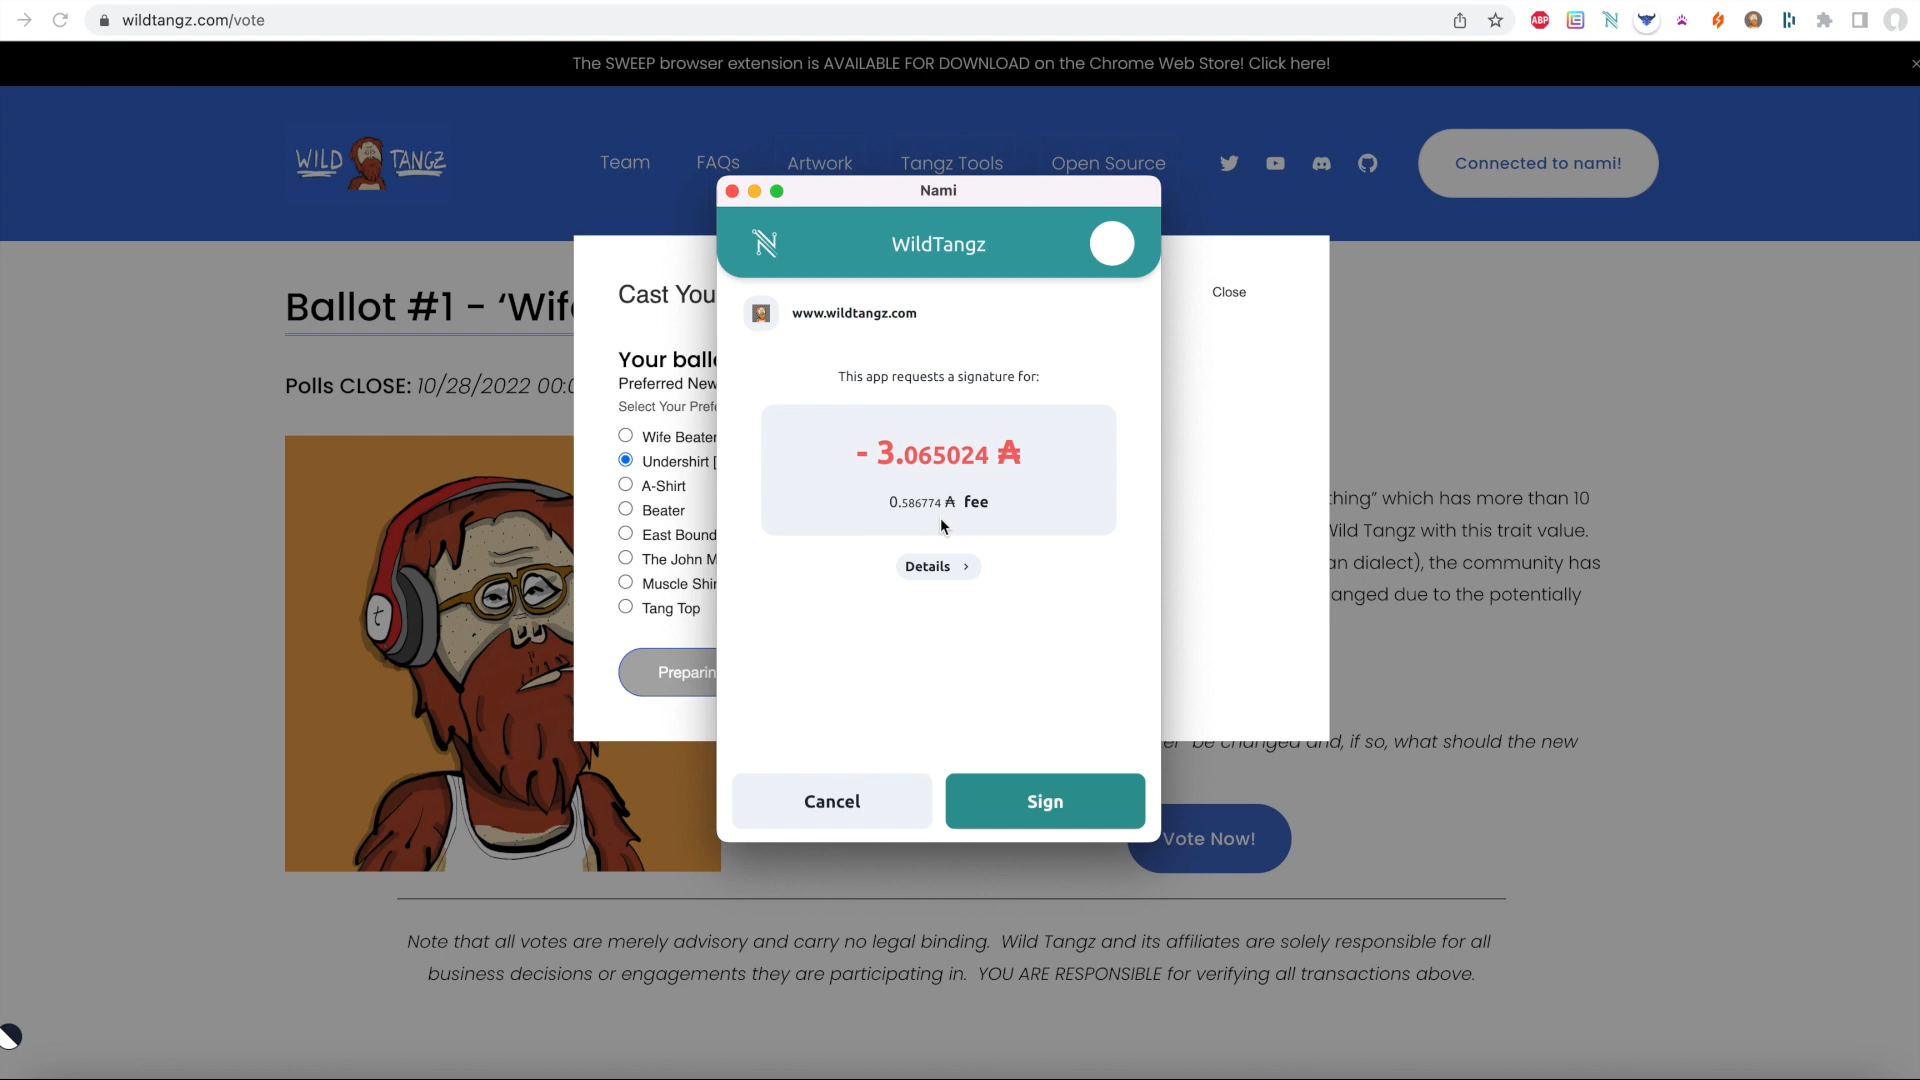 wildtangz.com/vote
ABP
The SWEEP browser extension is AVAILABLE FOR DOWNLOAD on the Chrome Web Store! Click here!
WILD TANGZ
Team
FAQs
Artwork
Tangz Tools
Open Source
Connected to nami!
Nami
WildTangz
www.wildtangz.com
This app requests a signature for:
- 3.065024 ₳
0.586774 ₳ fee
Details
Cancel
Sign
Cast You
Close
Your ball
Preferred New
Select Your Pref
Wife Beater
Undershirt [
A-Shirt
Beater
East Bound
The John M
Muscle Shi
Tang Top
Preparin
Ballot #1 - ‘Wif
Polls CLOSE: 10/28/2022 00:0
thing” which has more than 10
Wild Tangz with this trait value.
an dialect), the community has
anged due to the potentially
er” be changed and, if so, what should the new
Vote Now!
t
Note that all votes are merely advisory and carry no legal binding. Wild Tangz and its affiliates are solely responsible for all
business decisions or engagements they are participating in. YOU ARE RESPONSIBLE for verifying all transactions above.